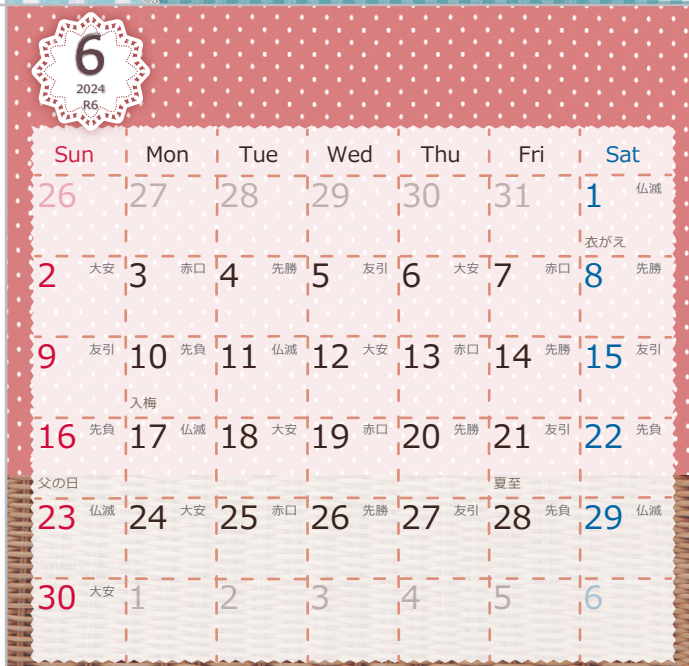 6
2024
R6
Sun Mon Tue Wed Thu Fri Sat
26 27 28 29 30 31 1 仏滅
衣がえ
2 大安 3 赤口 4 先勝 5 友引 6 大安 7 赤口 8 先勝
9 友引 10 先負 11 仏滅 12 大安 13 赤口 14 先勝 15 友引
入梅
16 先負 17 仏滅 18 大安 19 赤口 20 先勝 21 友引 22 先負
父の日 夏至
23 仏滅 24 大安 25 赤口 26 先勝 27 友引 28 先負 29 仏滅
30 大安 1 2 3 4 5 6